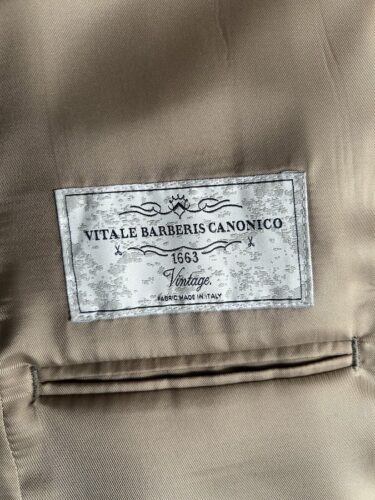 VITALE BARBERIS CANONICO
1663
Vintage.
FABRIC MADE IN ITALY